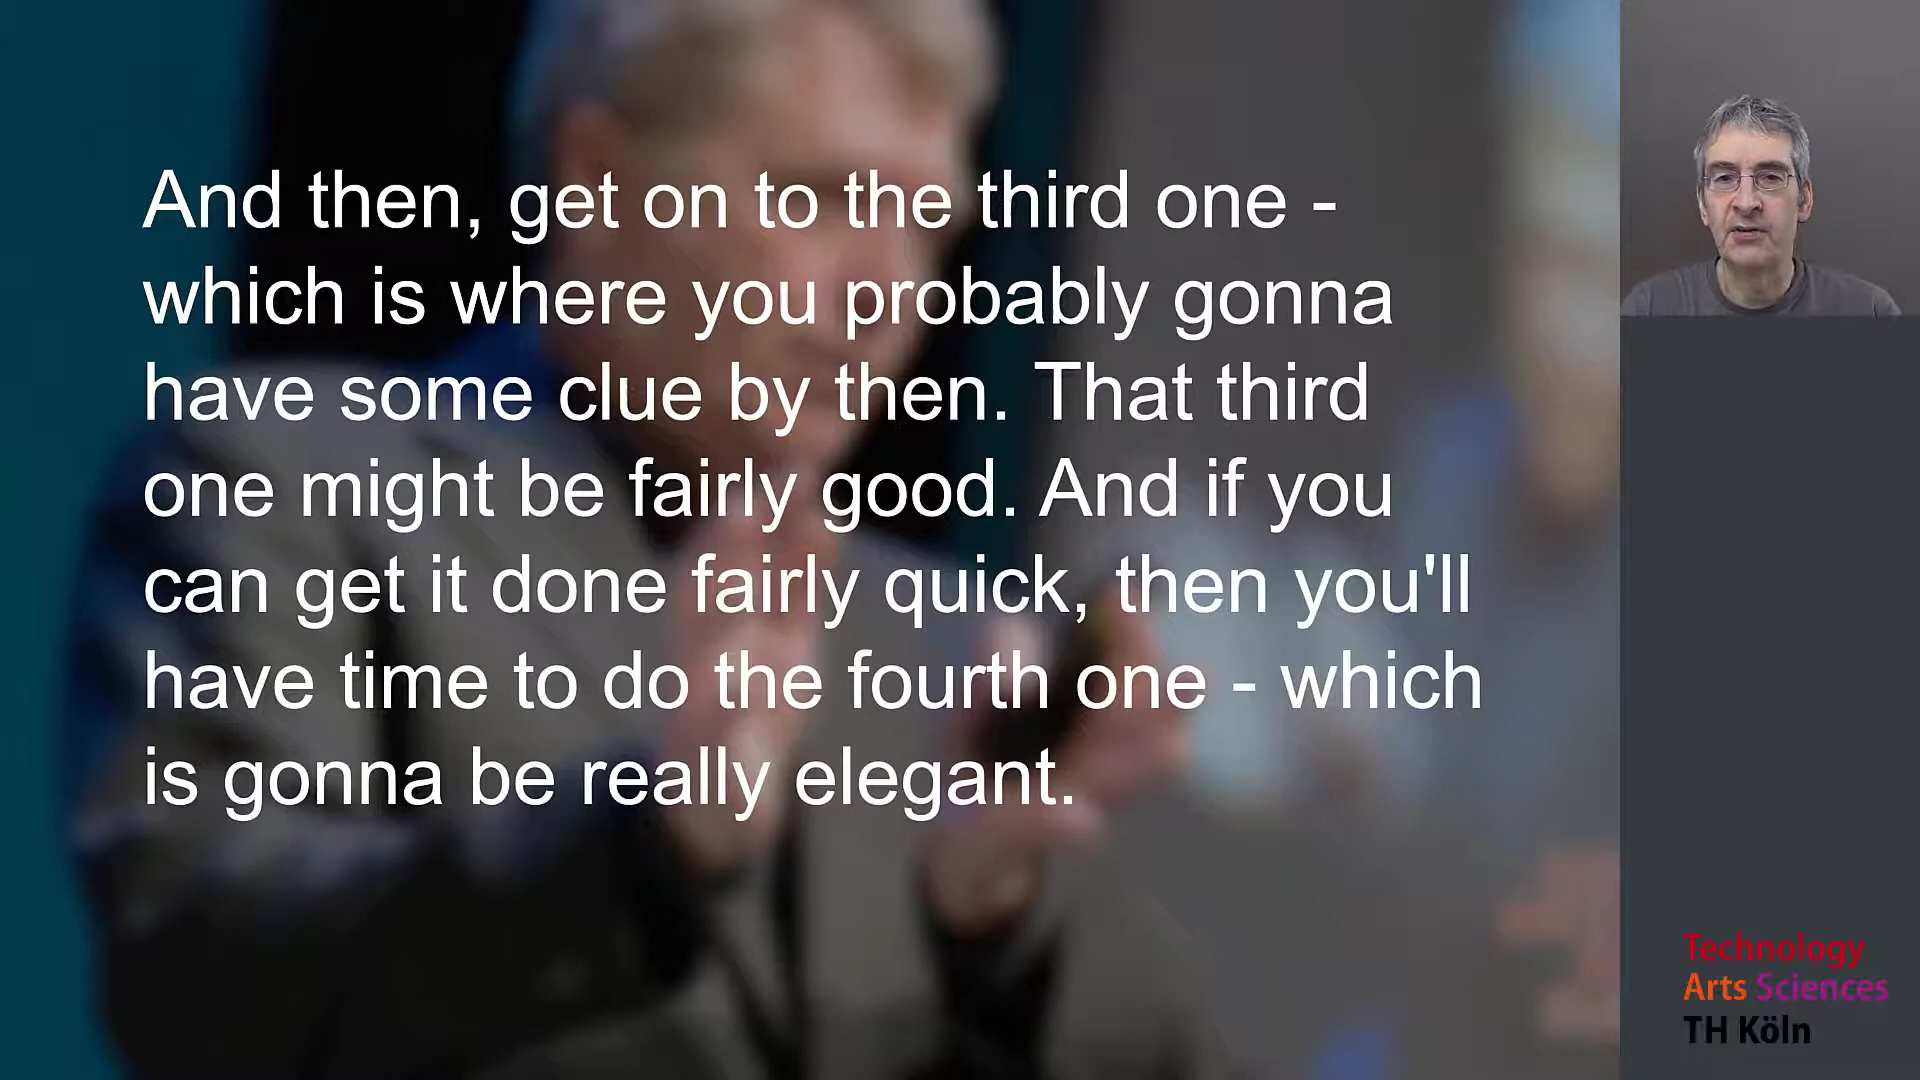 And then, get on to the third one -
which is where you probably gonna
have some clue by then. That third
one might be fairly good. And if you
can get it done fairly quick, then you'll
have time to do the fourth one - which
is gonna be really elegant.
Technology
Arts Sciences
TH Köln